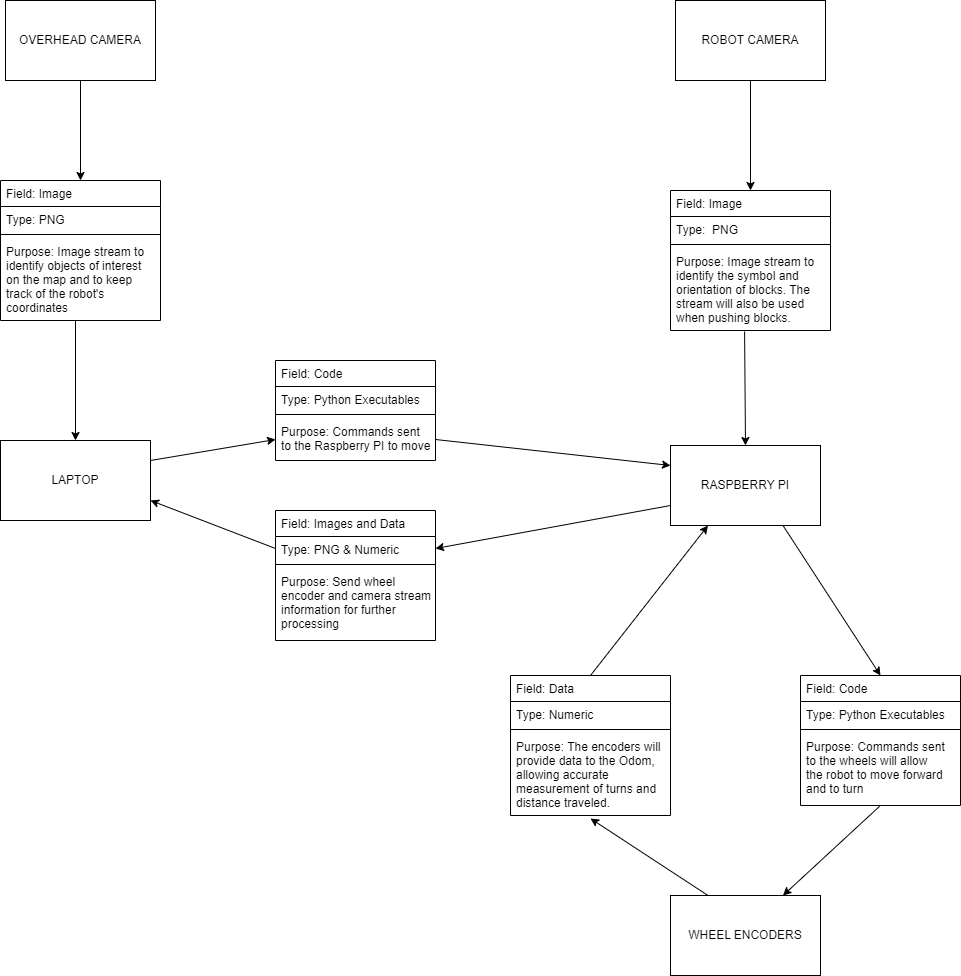 OVERHEAD CAMERA
ROBOT CAMERA
Field: Image
Type: PNG
Purpose: Image stream to
identify objects of interest
on the map and to keep
track of the robot's
coordinates
Field: Image
Type:  PNG
Purpose: Image stream to
identify the symbol and
orientation of blocks. The
stream will also be used
when pushing blocks.
Field: Code
Type: Python Executables
Purpose: Commands sent
to the Raspberry PI to move
LAPTOP
RASPBERRY PI
Field: Images and Data
Type: PNG & Numeric
Purpose: Send wheel
encoder and camera stream
information for further
processing
Field: Data
Type: Numeric
Purpose: The encoders will
provide data to the Odom,
allowing accurate
measurement of turns and
distance traveled.
Field: Code
Type: Python Executables
Purpose: Commands sent
to the wheels will allow
the robot to move forward
and to turn
WHEEL ENCODERS